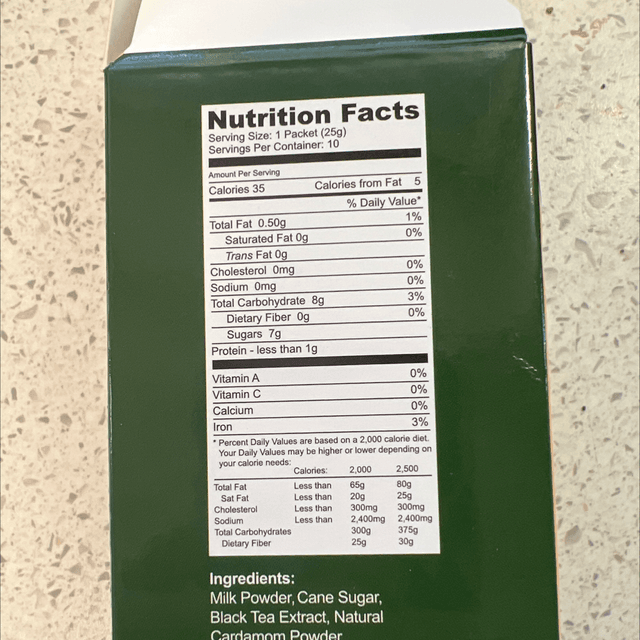 Nutrition Facts
Serving Size: 1 Packet (25g)
Servings Per Container: 10
Amount Per Serving
Calories 35 Calories from Fat 5
% Daily Value*
Total Fat 0.50g 1%
Saturated Fat 0g 0%
Trans Fat 0g
Cholesterol 0mg 0%
Sodium 0mg 0%
Total Carbohydrate 8g 3%
Dietary Fiber 0g 0%
Sugars 7g
Protein - less than 1g
Vitamin A 0%
Vitamin C 0%
Calcium 0%
Iron 3%
* Percent Daily Values are based on a 2,000 calorie diet.
Your Daily Values may be higher or lower depending on
your calorie needs:
Calories: 2,000 2,500
Total Fat Less than 65g 80g
Sat Fat Less than 20g 25g
Cholesterol Less than 300mg 300mg
Sodium Less than 2,400mg 2,400mg
Total Carbohydrates 300g 375g
Dietary Fiber 25g 30g
Ingredients:
Milk Powder, Cane Sugar,
Black Tea Extract, Natural
Cardamom Powder